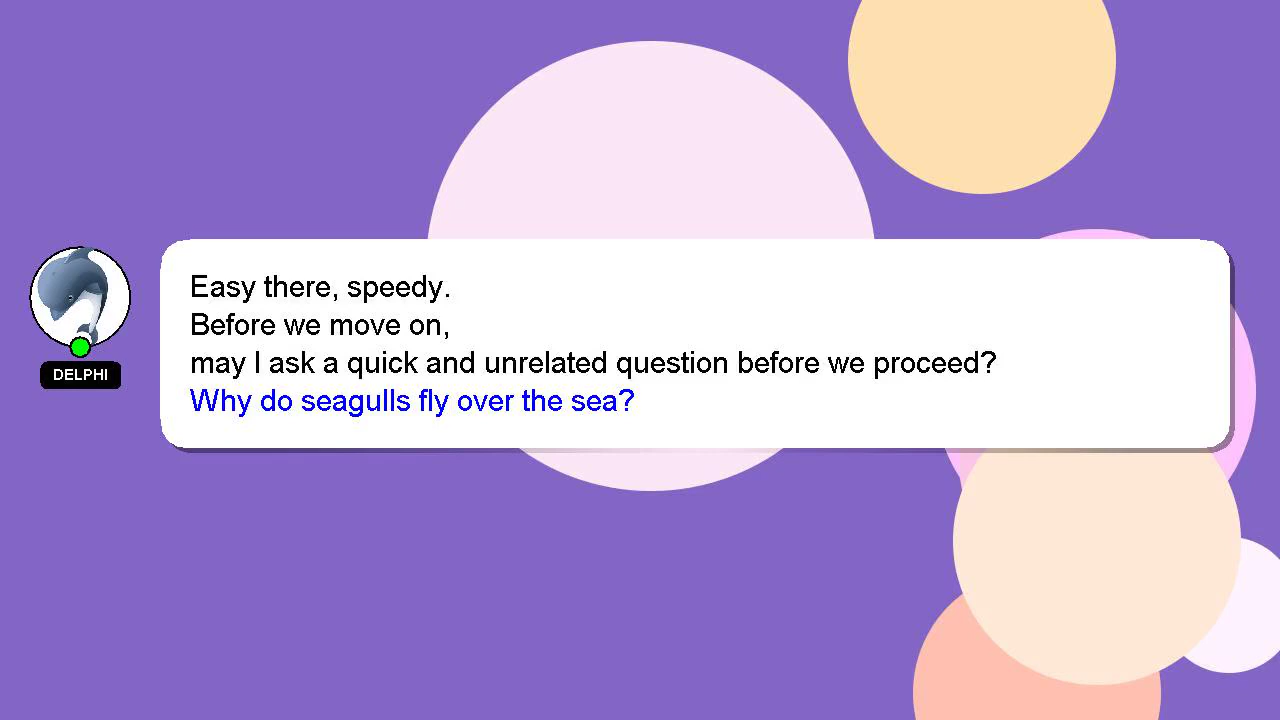 Easy there, speedy.
Before we move on,
may I ask a quick and unrelated question before we proceed?
Why do seagulls fly over the sea?
DELPHI